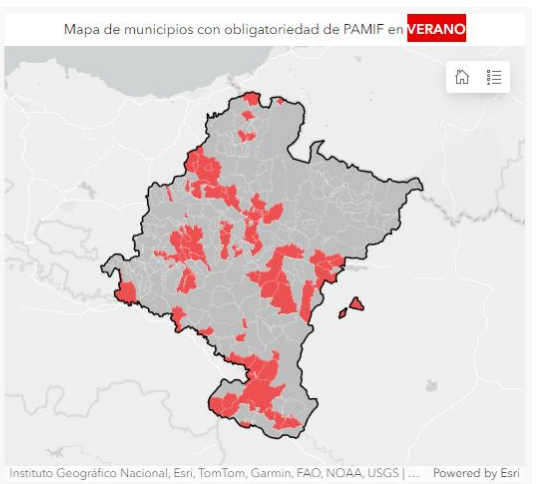 Mapa de municipios con obligatoriedad de PAMIF en VERANO
Instituto Geográfico Nacional, Esri, TomTom, Garmin, FAO, NOAA, USGS | ... Powered by Esri